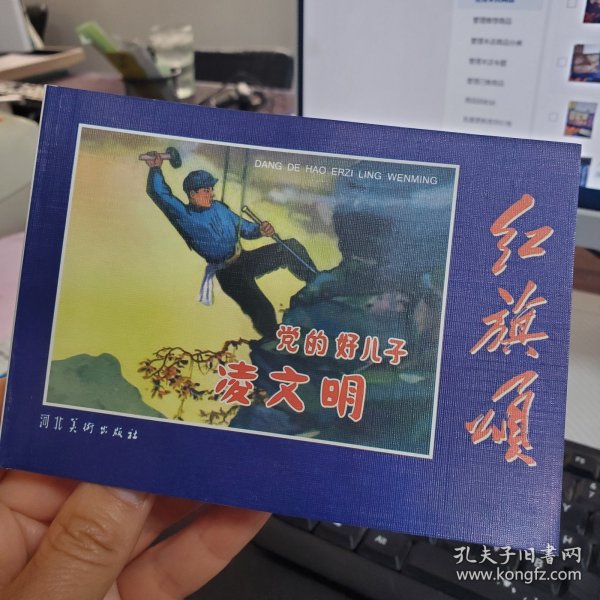 DANG DE HAO ERZI LING WENMING
党的好儿子
凌文明
红旗颂
河北美術出版社
孔夫子旧书网
www.kongfz.com